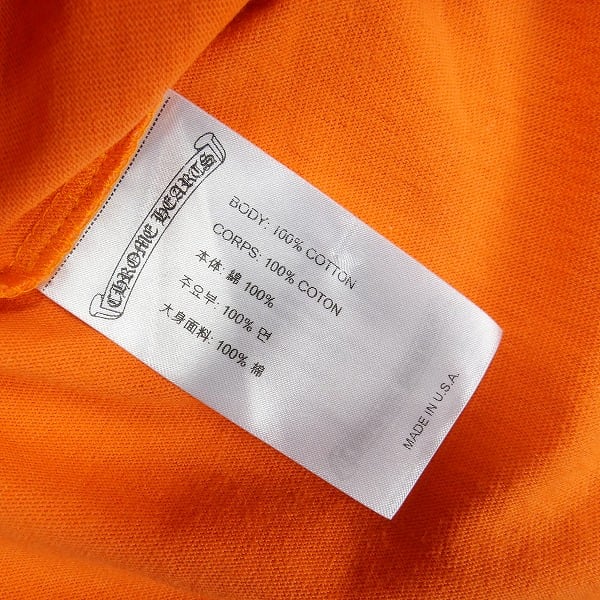 CHROME HEARTS
BODY: 100% COTTON
CORPS: 100% COTON
本体: 綿 100%
주요부: 100% 면
大身面料: 100% 棉
MADE IN U.S.A.